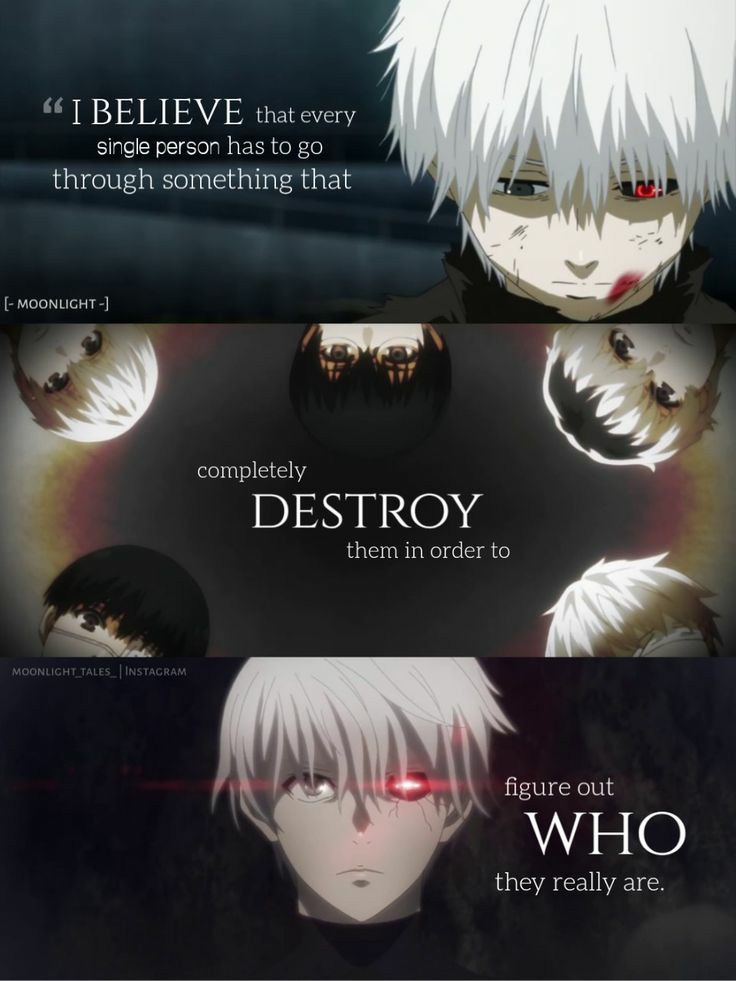 “ I BELIEVE that every
single person has to go
through something that
[- MOONLIGHT -]
completely
DESTROY
them in order to
MOONLIGHT_TALES_ | INSTAGRAM
figure out
WHO
they really are.